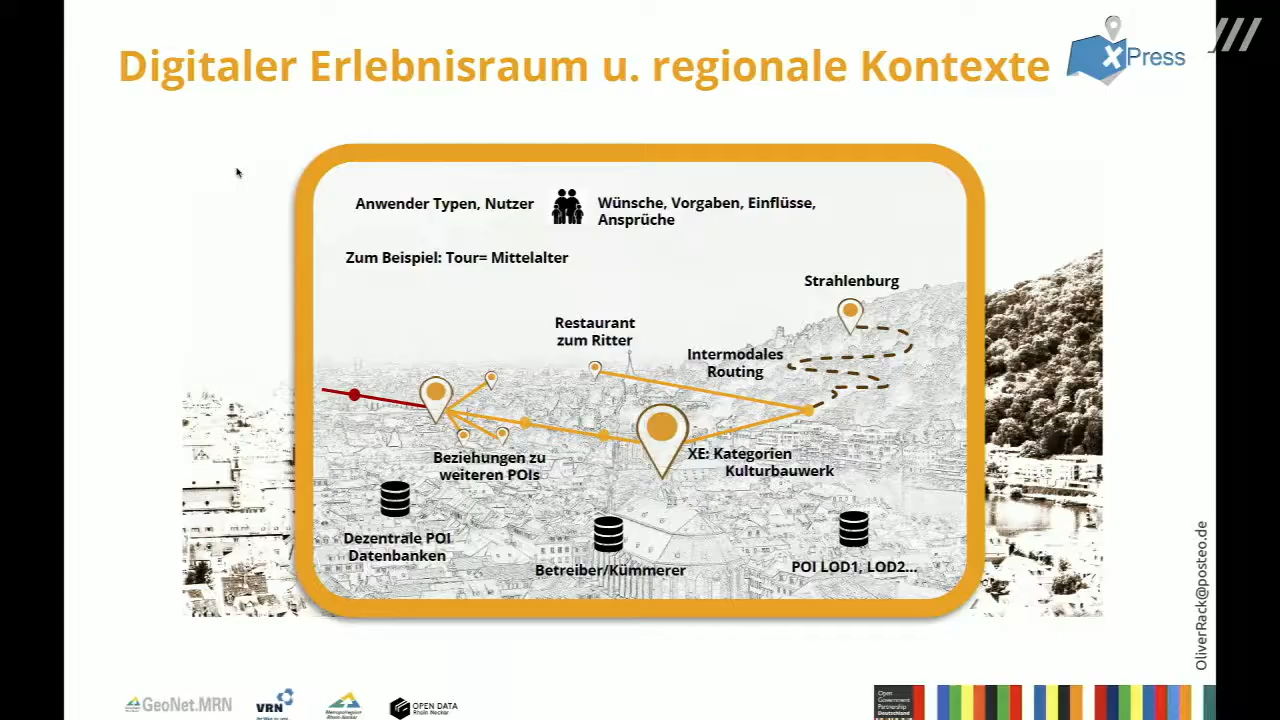 Digitaler Erlebnisraum u. regionale Kontexte
xPress
Anwender Typen, Nutzer
Wünsche, Vorgaben, Einflüsse,
Ansprüche
Zum Beispiel: Tour= Mittelalter
Strahlenburg
Restaurant
zum Ritter
Intermodales
Routing
XE: Kategorien
Kulturbauwerk
Beziehungen zu
weiteren POIs
Dezentrale POI
Datenbanken
Betreiber/Kümmerer
POI LOD1, LOD2...
OliverRack@posteo.de
GeoNet.MRN
VRN
Metropolregion
Rhein-Neckar
OPEN DATA
Rhein Neckar
Open
Government
Partnership
Deutschland